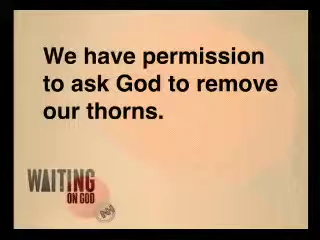 We have permission
to ask God to remove
our thorns.
WAITING
ON GOD